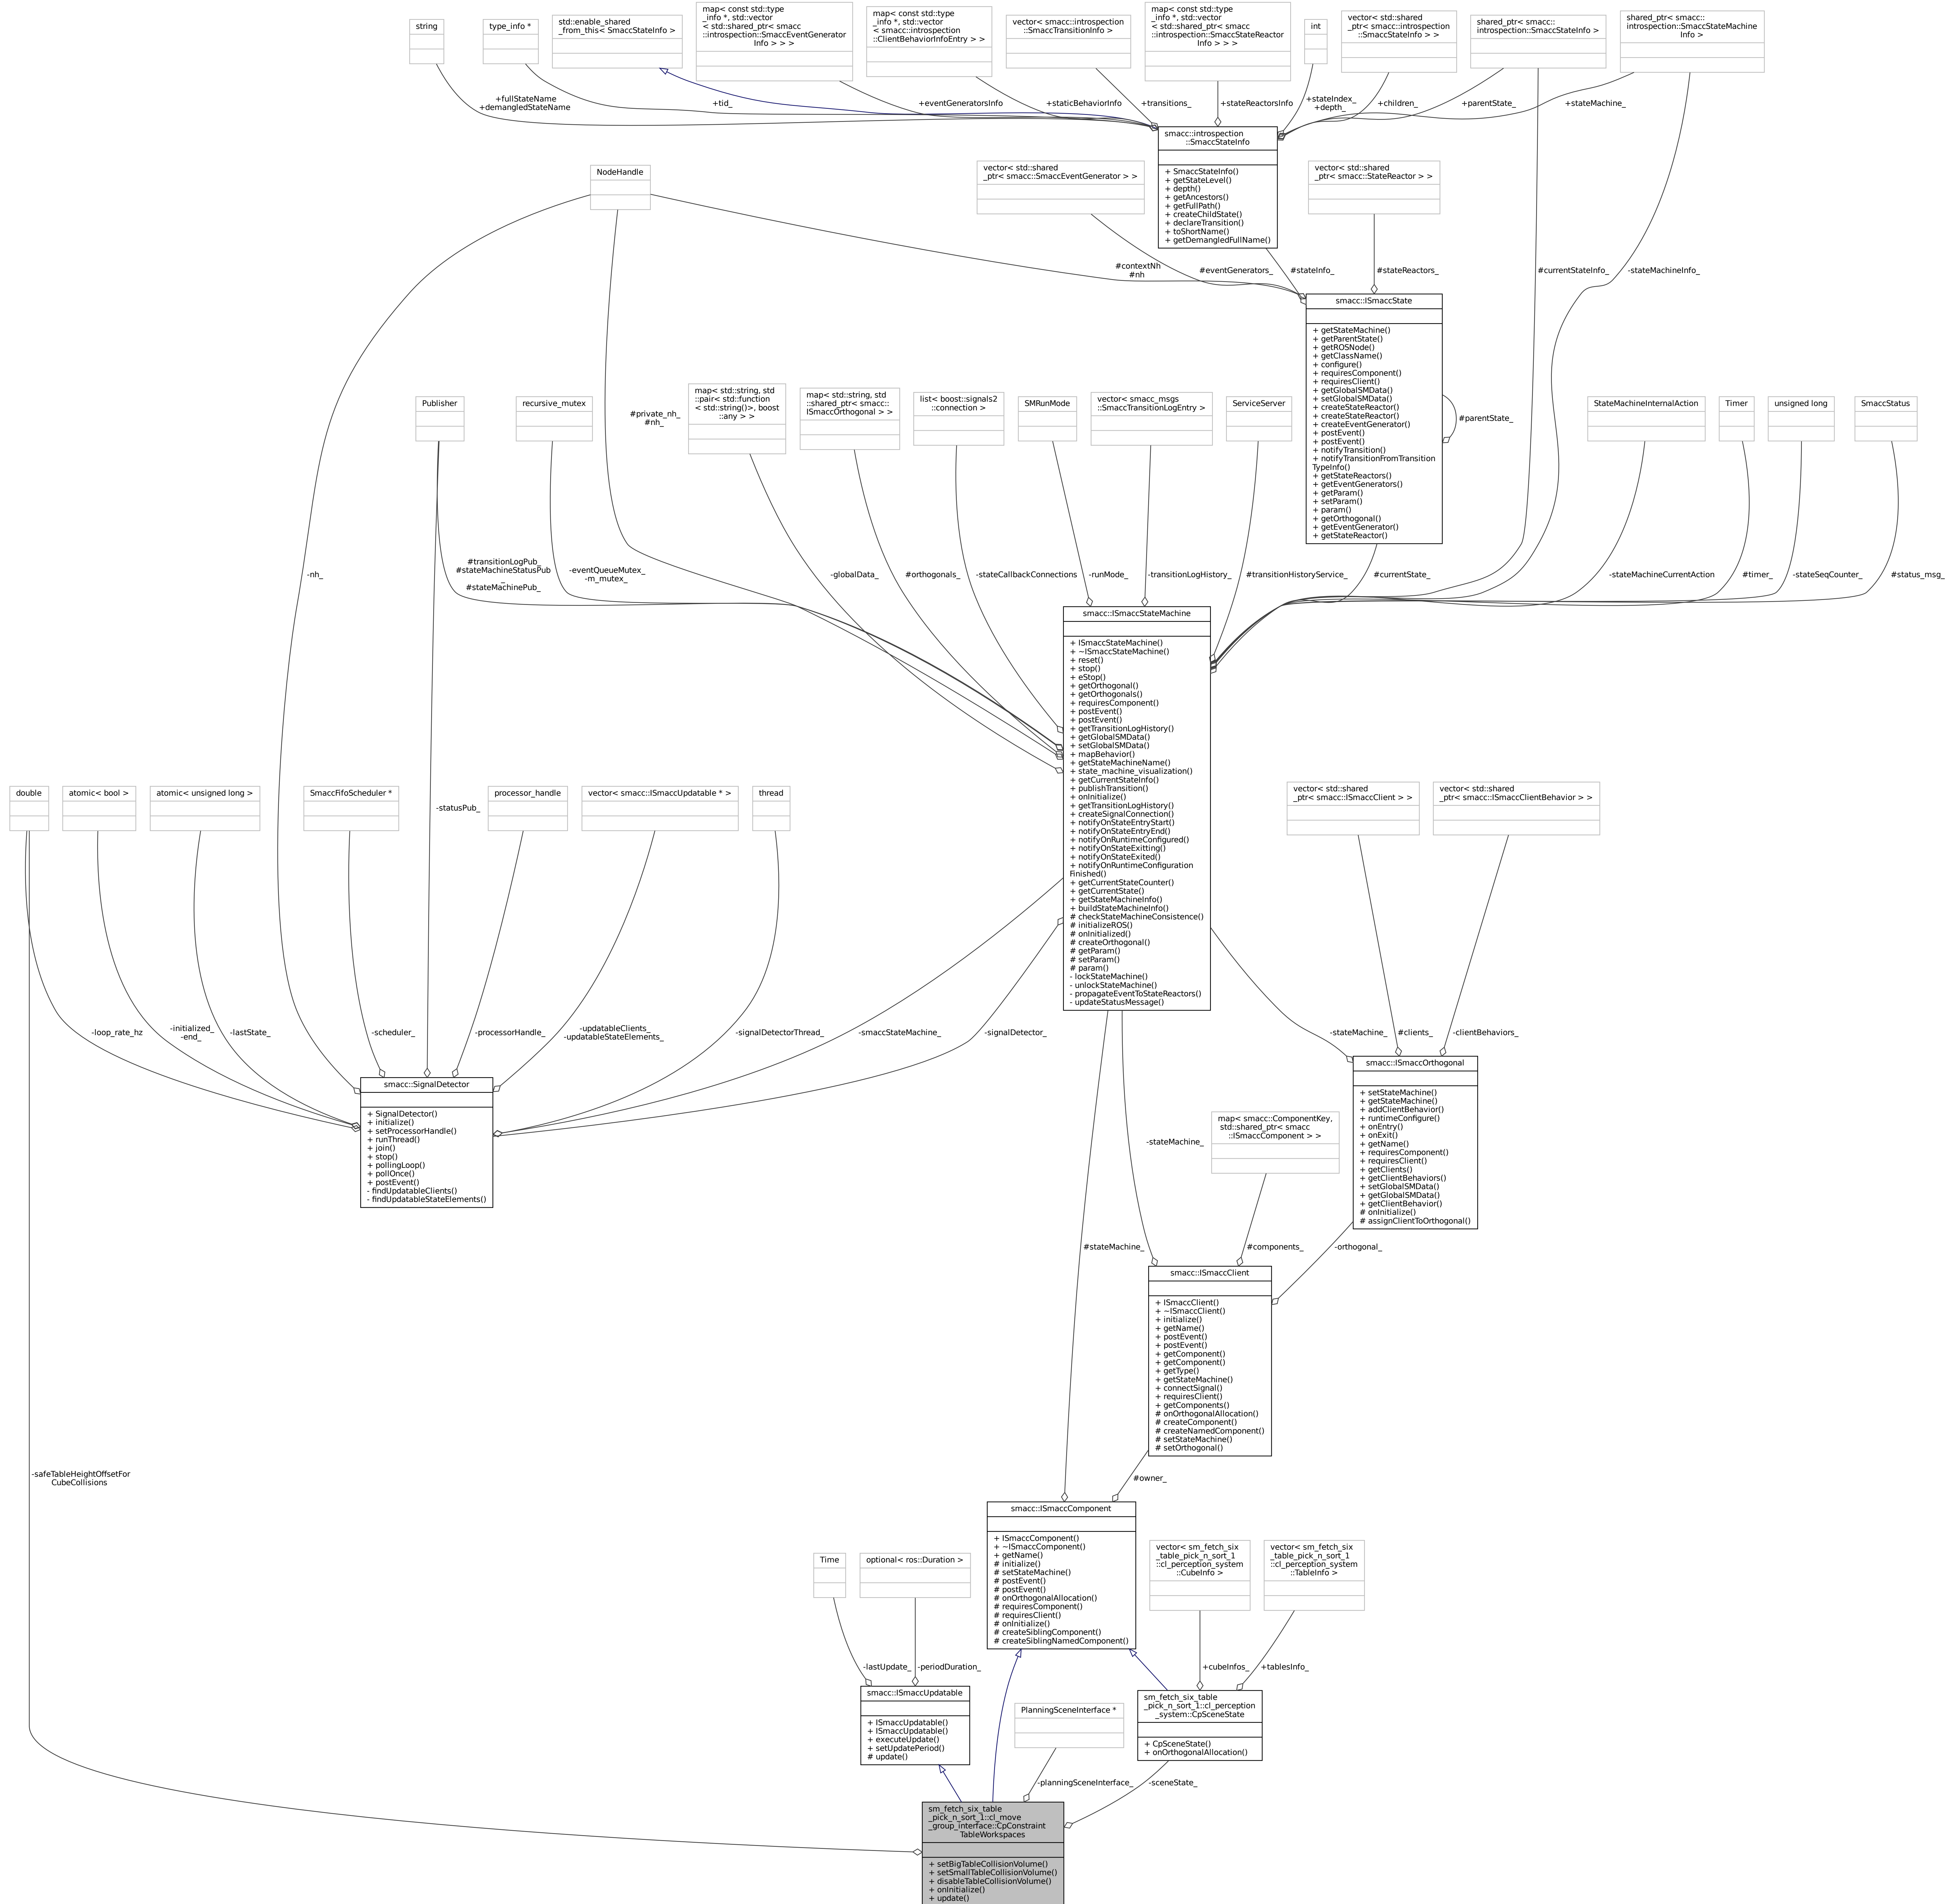 string
type_info *
std::enable_shared
_from_this< SmaccStateInfo >
map< const std::type
_info *, std::vector
< std::shared_ptr< smacc
::introspection::SmaccEventGenerator
Info > > >
map< const std::type
_info *, std::vector
< smacc::introspection
::ClientBehaviorInfoEntry > >
vector< smacc::introspection
::SmaccTransitionInfo >
map< const std::type
_info *, std::vector
< std::shared_ptr< smacc
::introspection::SmaccStateReactor
Info > > >
int
vector< std::shared
_ptr< smacc::introspection
::SmaccStateInfo > >
shared_ptr< smacc::
introspection::SmaccStateInfo >
shared_ptr< smacc::
introspection::SmaccStateMachine
Info >
+fullStateName
+demangledStateName
+tid_
+eventGeneratorsInfo
+staticBehaviorInfo
+transitions_
+stateReactorsInfo
+stateIndex_
+depth_
+children_
+parentState_
+stateMachine_
smacc::introspection
::SmaccStateInfo
+ SmaccStateInfo()
+ getStateLevel()
+ depth()
+ getAncestors()
+ getFullPath()
+ createChildState()
+ declareTransition()
+ toShortName()
+ getDemangledFullName()
NodeHandle
vector< std::shared
_ptr< smacc::SmaccEventGenerator > >
vector< std::shared
_ptr< smacc::StateReactor > >
#contextNh
#nh
#eventGenerators_
#stateInfo_
#stateReactors_
#currentStateInfo_
-stateMachineInfo_
smacc::ISmaccState
+ getStateMachine()
+ getParentState()
+ getROSNode()
+ getClassName()
+ configure()
+ requiresComponent()
+ requiresClient()
+ getGlobalSMData()
+ setGlobalSMData()
+ createStateReactor()
+ createStateReactor()
+ createEventGenerator()
+ postEvent()
+ postEvent()
+ notifyTransition()
+ notifyTransitionFromTransition
TypeInfo()
+ getStateReactors()
+ getEventGenerators()
+ getParam()
+ setParam()
+ param()
+ getOrthogonal()
+ getEventGenerator()
+ getStateReactor()
#parentState_
Publisher
recursive_mutex
#private_nh_
#nh_
map< std::string, std
::pair< std::function
< std::string()>, boost
::any > >
map< std::string, std
::shared_ptr< smacc::
ISmaccOrthogonal > >
list< boost::signals2
::connection >
SMRunMode
vector< smacc_msgs
::SmaccTransitionLogEntry >
ServiceServer
StateMachineInternalAction
Timer
unsigned long
SmaccStatus
-nh_
#transitionLogPub_
#stateMachineStatusPub
_
#stateMachinePub_
-eventQueueMutex_
-m_mutex_
-globalData_
#orthogonals_
-stateCallbackConnections
-runMode_
-transitionLogHistory_
#transitionHistoryService_
#currentState_
-stateMachineCurrentAction
#timer_
-stateSeqCounter_
#status_msg_
smacc::ISmaccStateMachine
+ ISmaccStateMachine()
+ ~ISmaccStateMachine()
+ reset()
+ stop()
+ eStop()
+ getOrthogonal()
+ getOrthogonals()
+ requiresComponent()
+ postEvent()
+ postEvent()
+ getTransitionLogHistory()
+ getGlobalSMData()
+ setGlobalSMData()
+ mapBehavior()
+ getStateMachineName()
+ state_machine_visualization()
+ getCurrentStateInfo()
+ publishTransition()
+ onInitialize()
+ getTransitionLogHistory()
+ createSignalConnection()
+ notifyOnStateEntryStart()
+ notifyOnStateEntryEnd()
+ notifyOnRuntimeConfigured()
+ notifyOnStateExitting()
+ notifyOnStateExited()
+ notifyOnRuntimeConfiguration
Finished()
+ getCurrentStateCounter()
+ getCurrentState()
+ getStateMachineInfo()
+ buildStateMachineInfo()
# checkStateMachineConsistence()
# initializeROS()
# onInitialized()
# createOrthogonal()
# getParam()
# setParam()
# param()
- lockStateMachine()
- unlockStateMachine()
- propagateEventToStateReactors()
- updateStatusMessage()
double
atomic< bool >
atomic< unsigned long >
SmaccFifoScheduler *
-statusPub_
processor_handle
vector< smacc::ISmaccUpdatable * >
thread
vector< std::shared
_ptr< smacc::ISmaccClient > >
vector< std::shared
_ptr< smacc::ISmaccClientBehavior > >
-loop_rate_hz
-initialized_
-end_
-lastState_
-scheduler_
-processorHandle_
-updatableClients_
-updatableStateElements_
-signalDetectorThread_
-smaccStateMachine_
-signalDetector_
-stateMachine_
#clients_
-clientBehaviors_
smacc::SignalDetector
+ SignalDetector()
+ initialize()
+ setProcessorHandle()
+ runThread()
+ join()
+ stop()
+ pollingLoop()
+ pollOnce()
+ postEvent()
- findUpdatableClients()
- findUpdatableStateElements()
smacc::ISmaccOrthogonal
+ setStateMachine()
+ getStateMachine()
+ addClientBehavior()
+ runtimeConfigure()
+ onEntry()
+ onExit()
+ getName()
+ requiresComponent()
+ requiresClient()
+ getClients()
+ getClientBehaviors()
+ setGlobalSMData()
+ getGlobalSMData()
+ getClientBehavior()
# onInitialize()
# assignClientToOrthogonal()
-stateMachine_
map< smacc::ComponentKey,
std::shared_ptr< smacc
::ISmaccComponent > >
#stateMachine_
#components_
-orthogonal_
smacc::ISmaccClient
+ ISmaccClient()
+ ~ISmaccClient()
+ initialize()
+ getName()
+ postEvent()
+ postEvent()
+ getComponent()
+ getComponent()
+ getType()
+ getStateMachine()
+ connectSignal()
+ requiresClient()
+ getComponents()
# onOrthogonalAllocation()
# createComponent()
# createNamedComponent()
# setStateMachine()
# setOrthogonal()
-safeTableHeightOffsetFor
CubeCollisions
#owner_
smacc::ISmaccComponent
+ ISmaccComponent()
+ ~ISmaccComponent()
+ getName()
# initialize()
# setStateMachine()
# postEvent()
# postEvent()
# onOrthogonalAllocation()
# requiresComponent()
# requiresClient()
# onInitialize()
# createSiblingComponent()
# createSiblingNamedComponent()
Time
optional< ros::Duration >
vector< sm_fetch_six
_table_pick_n_sort_1
::cl_perception_system
::CubeInfo >
vector< sm_fetch_six
_table_pick_n_sort_1
::cl_perception_system
::TableInfo >
-lastUpdate_
-periodDuration_
+cubeInfos_
+tablesInfo_
smacc::ISmaccUpdatable
+ ISmaccUpdatable()
+ ISmaccUpdatable()
+ executeUpdate()
+ setUpdatePeriod()
# update()
PlanningSceneInterface *
sm_fetch_six_table
_pick_n_sort_1::cl_perception
_system::CpSceneState
+ CpSceneState()
+ onOrthogonalAllocation()
-planningSceneInterface_
-sceneState_
sm_fetch_six_table
_pick_n_sort_1::cl_move
_group_interface::CpConstraint
TableWorkspaces
+ setBigTableCollisionVolume()
+ setSmallTableCollisionVolume()
+ disableTableCollisionVolume()
+ onInitialize()
+ update()